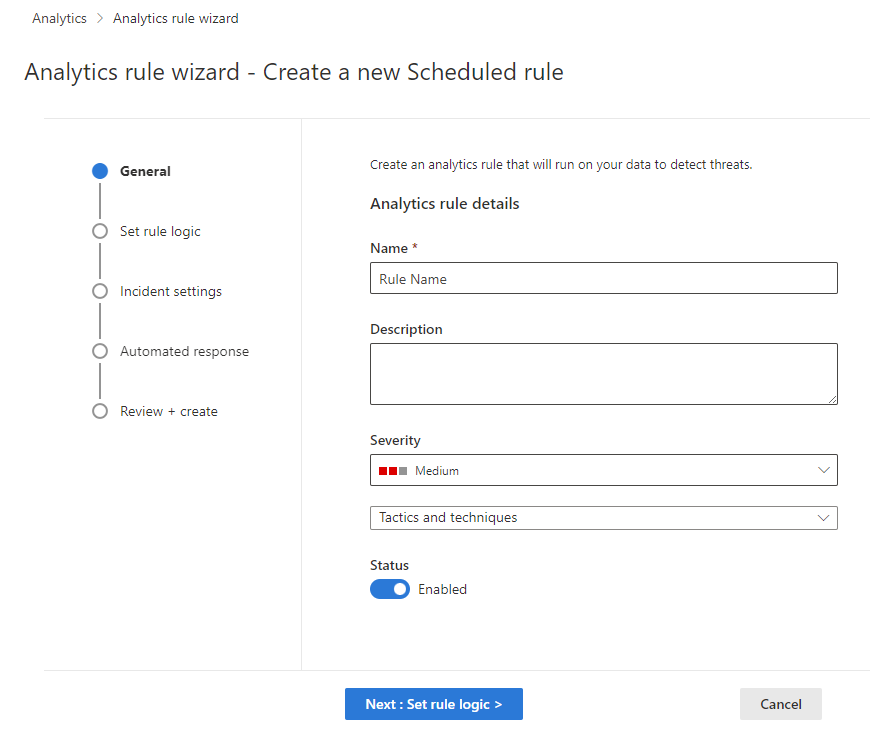 Analytics > Analytics rule wizard
Analytics rule wizard - Create a new Scheduled rule
General
Set rule logic
Incident settings
Automated response
Review + create
Create an analytics rule that will run on your data to detect threats.
Analytics rule details
Name *
Rule Name
Description
Severity
Medium
Tactics and techniques
Status
Enabled
Next : Set rule logic >
Cancel